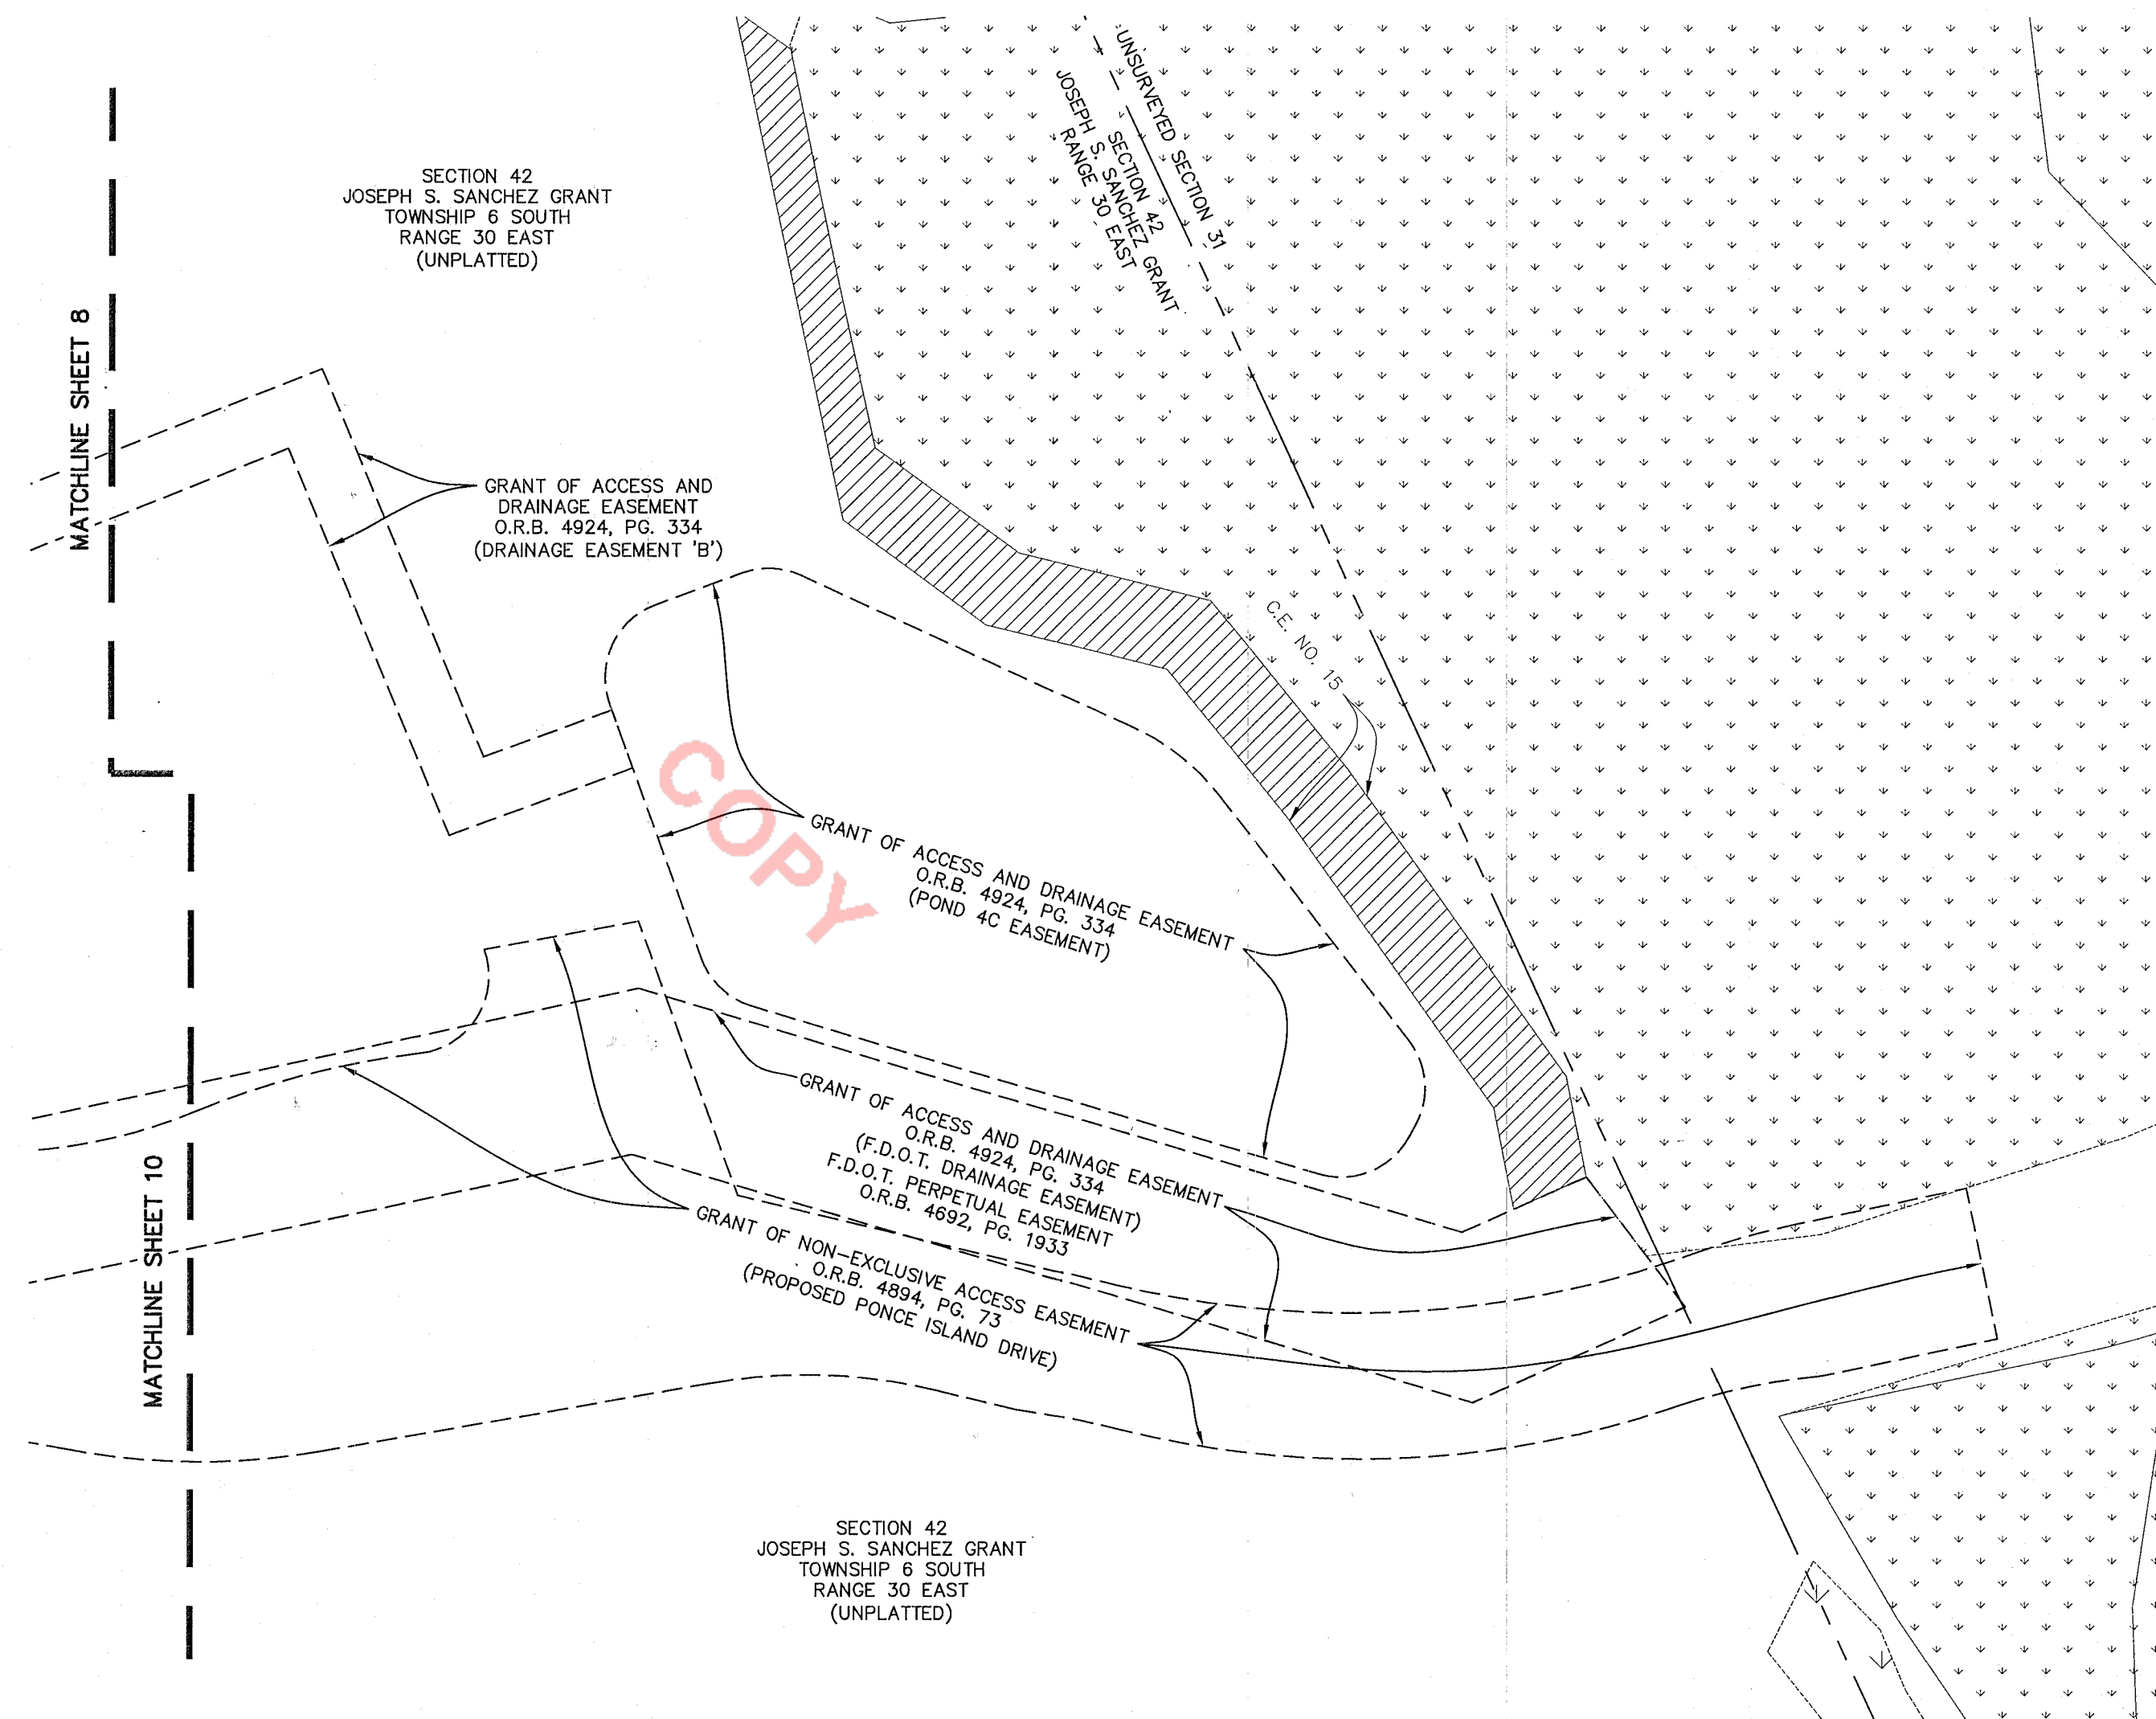 UNSURVEYED SECTION 31
SECTION 42
JOSEPH S. SANCHEZ GRANT
RANGE 30 EAST
SECTION 42
JOSEPH S. SANCHEZ GRANT
TOWNSHIP 6 SOUTH
RANGE 30 EAST
(UNPLATTED)
MATCHLINE SHEET 8
GRANT OF ACCESS AND
DRAINAGE EASEMENT
O.R.B. 4924, PG. 334
(DRAINAGE EASEMENT 'B')
C.E. NO. 15
COPY
GRANT OF ACCESS AND DRAINAGE EASEMENT
O.R.B. 4924, PG. 334
(POND 4C EASEMENT)
GRANT OF ACCESS AND DRAINAGE EASEMENT
O.R.B. 4924, PG. 334
(F.D.O.T. DRAINAGE EASEMENT)
F.D.O.T. PERPETUAL EASEMENT
O.R.B. 4692, PG. 1933
GRANT OF NON-EXCLUSIVE ACCESS EASEMENT
O.R.B. 4894, PG. 73
(PROPOSED PONCE ISLAND DRIVE)
MATCHLINE SHEET 10
SECTION 42
JOSEPH S. SANCHEZ GRANT
TOWNSHIP 6 SOUTH
RANGE 30 EAST
(UNPLATTED)